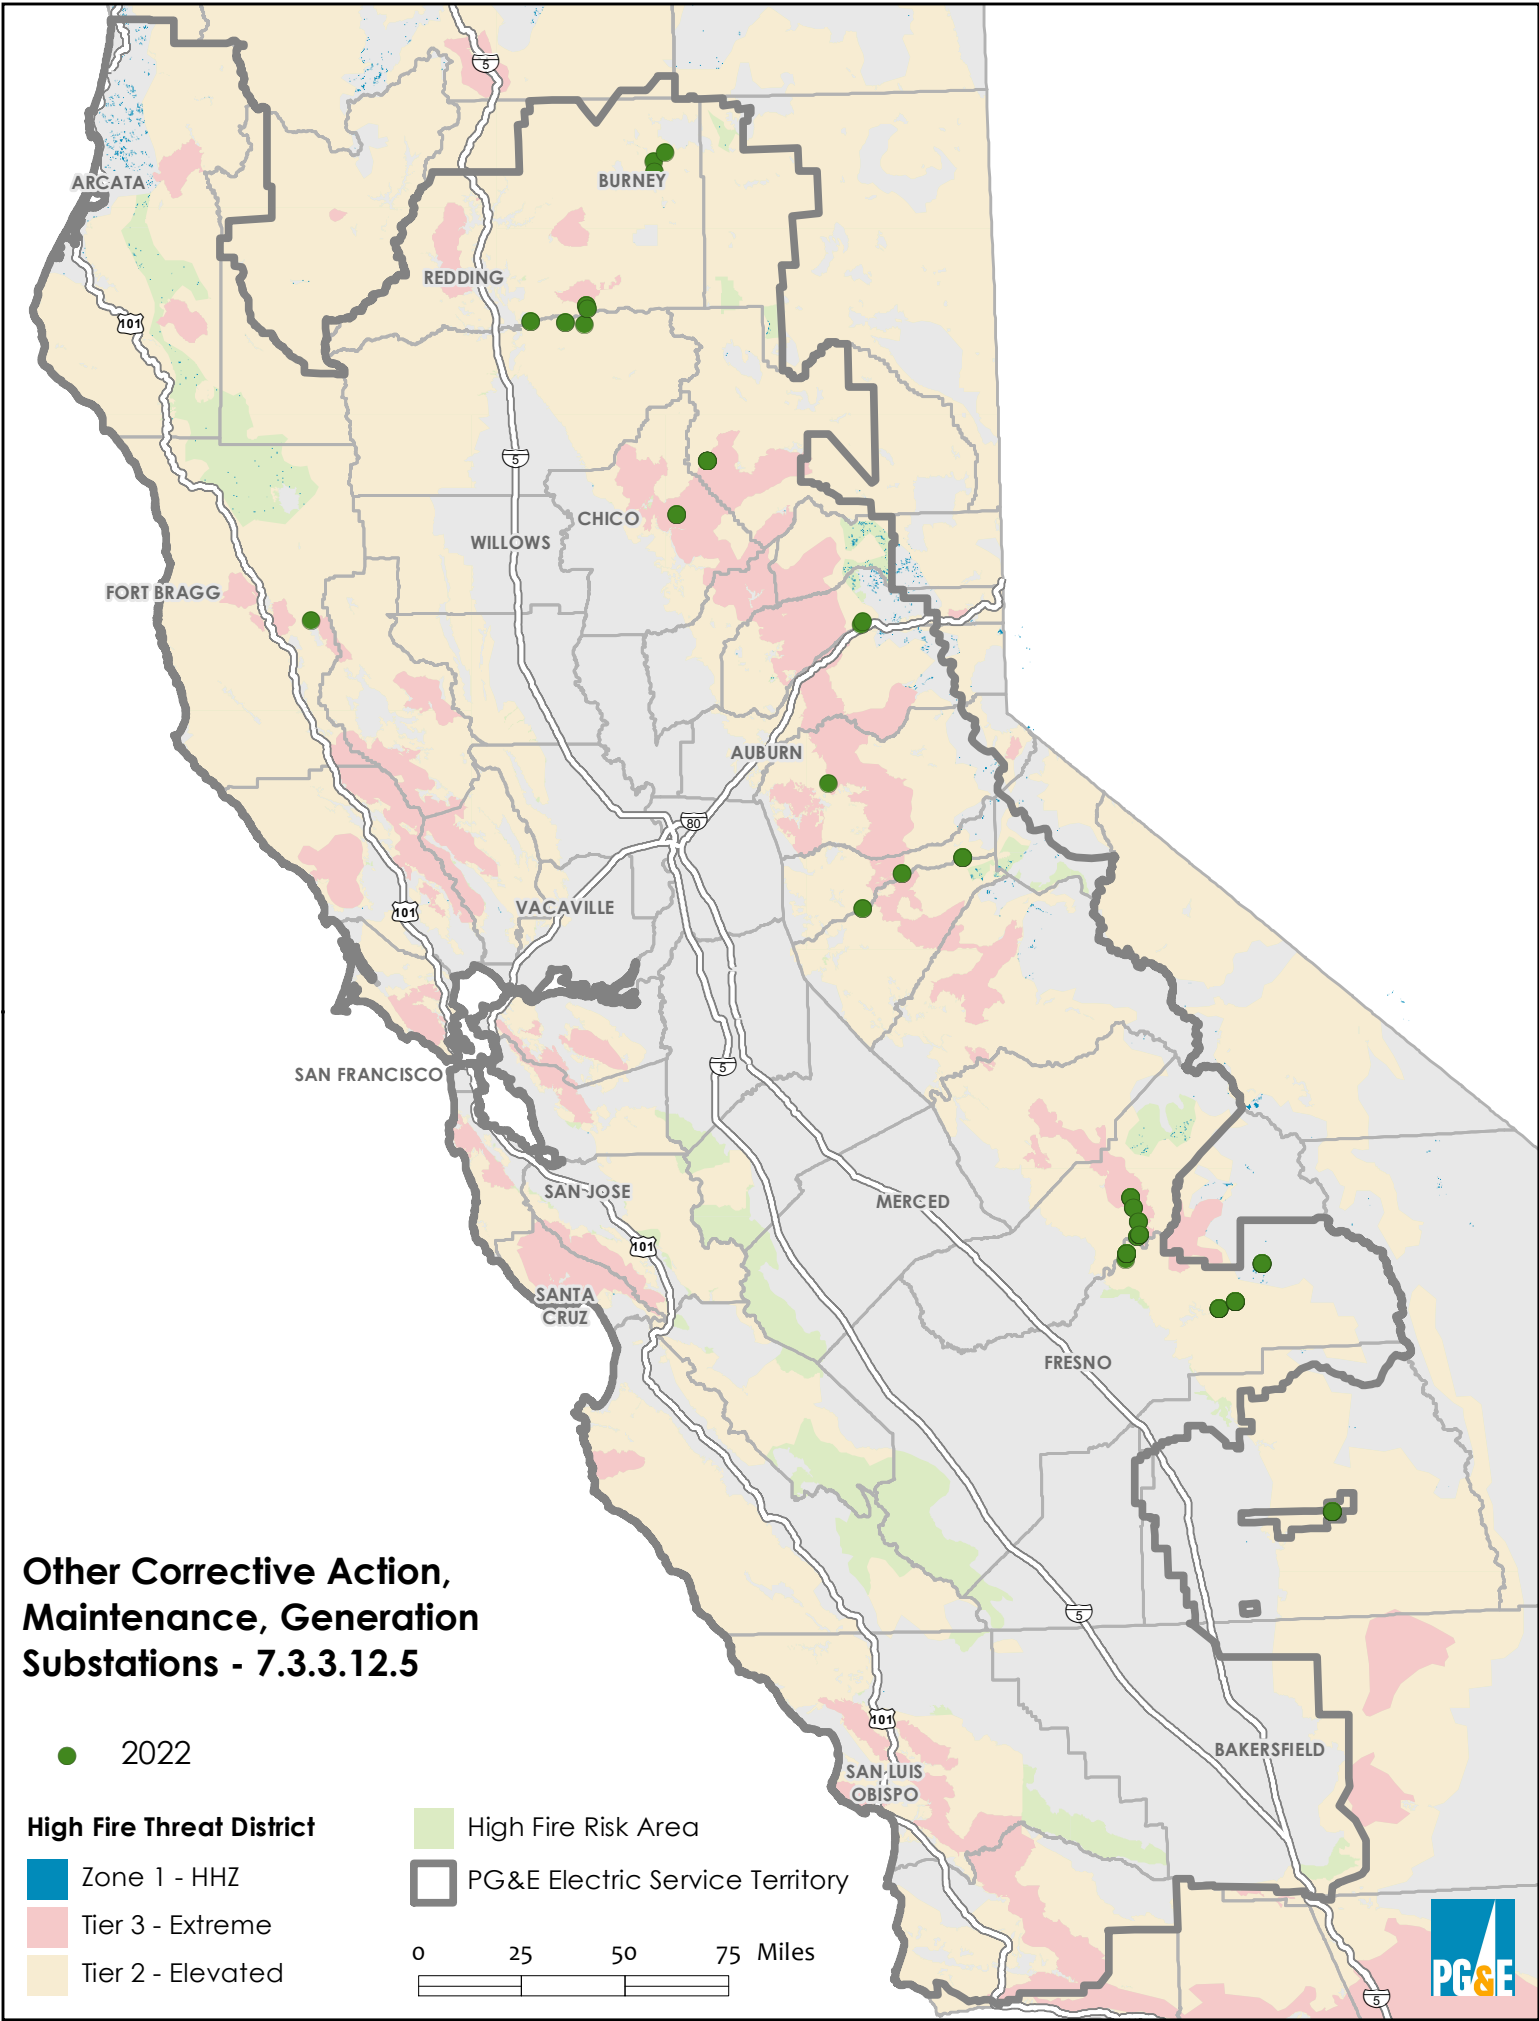 5
ARCATA
BURNEY
REDDING
101
5
CHICO
WILLOWS
FORT BRAGG
AUBURN
80
VACAVILLE
101
5
SAN FRANCISCO
SAN JOSE
MERCED
101
SANTA
CRUZ
FRESNO
Other Corrective Action,
Maintenance, Generation
Substations - 7.3.3.12.5
5
101
2022
BAKERSFIELD
SAN LUIS
OBISPO
High Fire Threat District
Zone 1 - HHZ
Tier 3 - Extreme
Tier 2 - Elevated
High Fire Risk Area
PG&E Electric Service Territory
0 25 50 75 Miles
PG&E
5